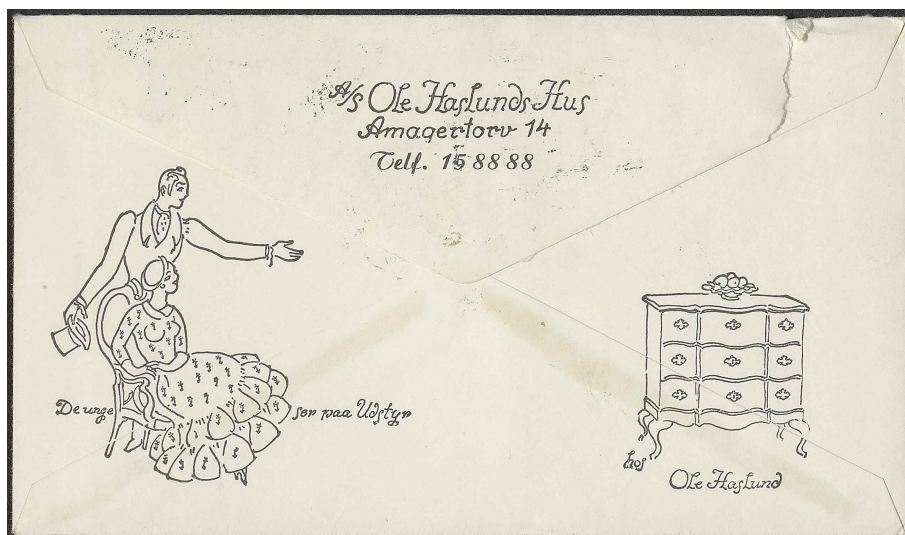 A/S Ole Haslunds Hus
Amagertorv 14
Telf. 15 88 88
De unge ser paa Udstyr
hos
Ole Haslund